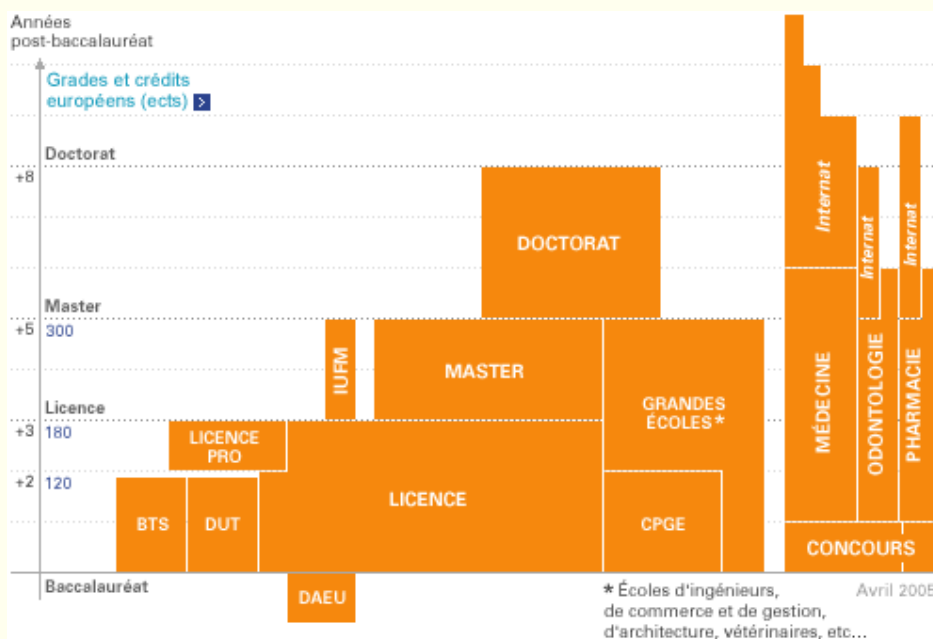 Années
post-baccalauréat
Grades et crédits
européens (ects)
Doctorat
+8
DOCTORAT
Internat
Internat
Internat
Master
+5 300
IUFM
MASTER
GRANDES
ÉCOLES*
MÉDECINE
ODONTOLOGIE
PHARMACIE
Licence
+3 180
LICENCE
PRO
+2 120
BTS
DUT
LICENCE
CPGE
CONCOURS
Baccalauréat
DAEU
* Écoles d'ingénieurs,
de commerce et de gestion,
d'architecture, vétérinaires, etc...
Avril 2005